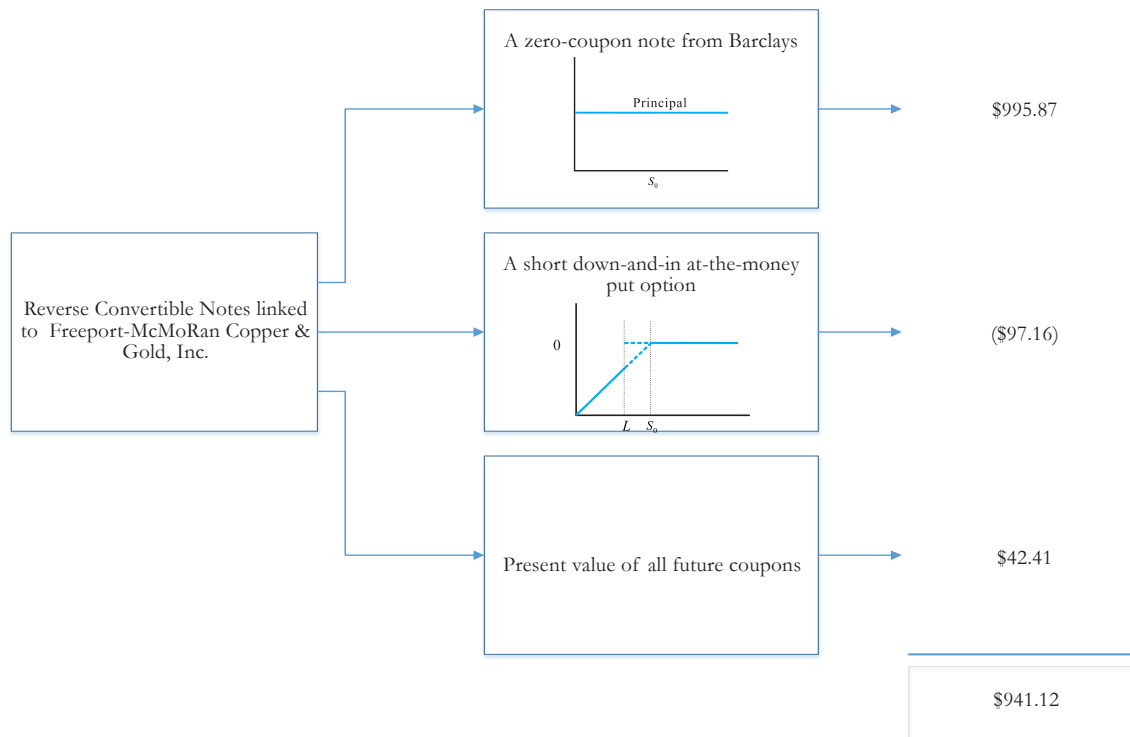 A zero-coupon note from Barclays
Principal
S₀
$995.87
Reverse Convertible Notes linked
to Freeport-McMoRan Copper &
Gold, Inc.
A short down-and-in at-the-money
put option
0
L S₀
($97.16)
Present value of all future coupons
$42.41
$941.12